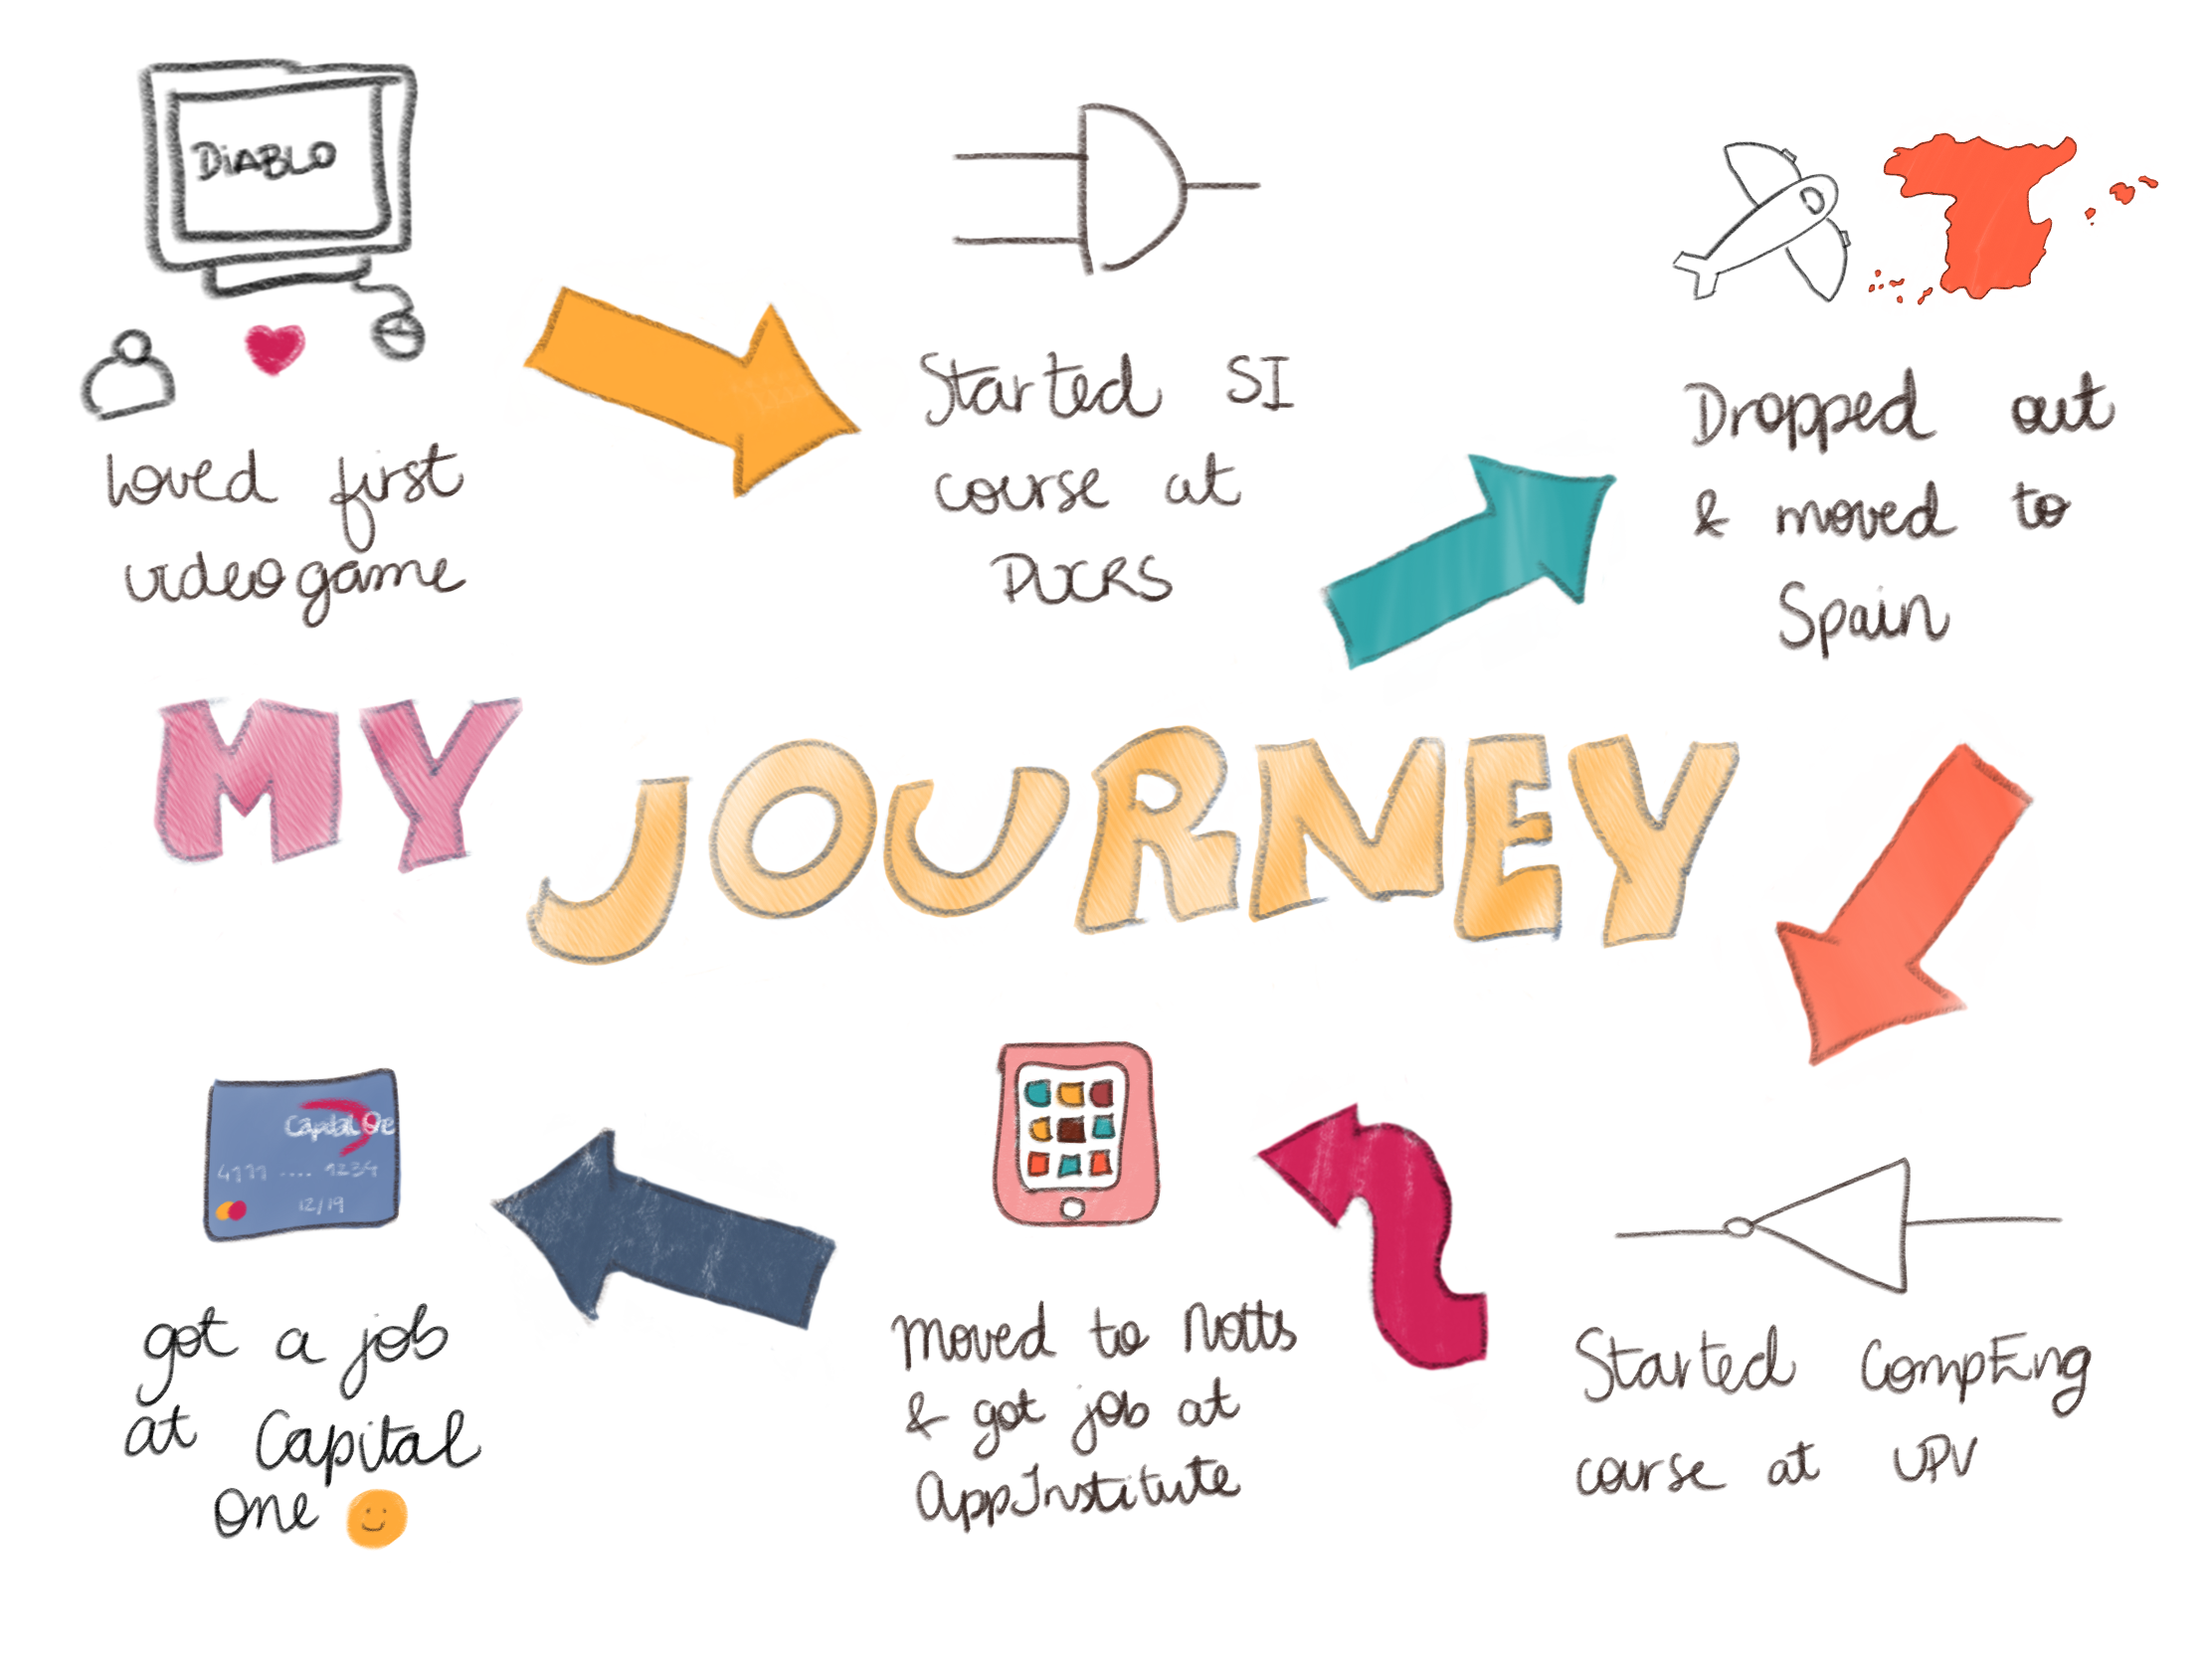 DiABLO
Loved first
videogame
Started SI
course at
PUCRS
Dropped out
& moved to
Spain
MY JOURNEY
Capital One
4111 .... 1234
12/19
got a job
at Capital
One
moved to Notts
& got job at
AppInstitute
Started CompEng
course at UPV